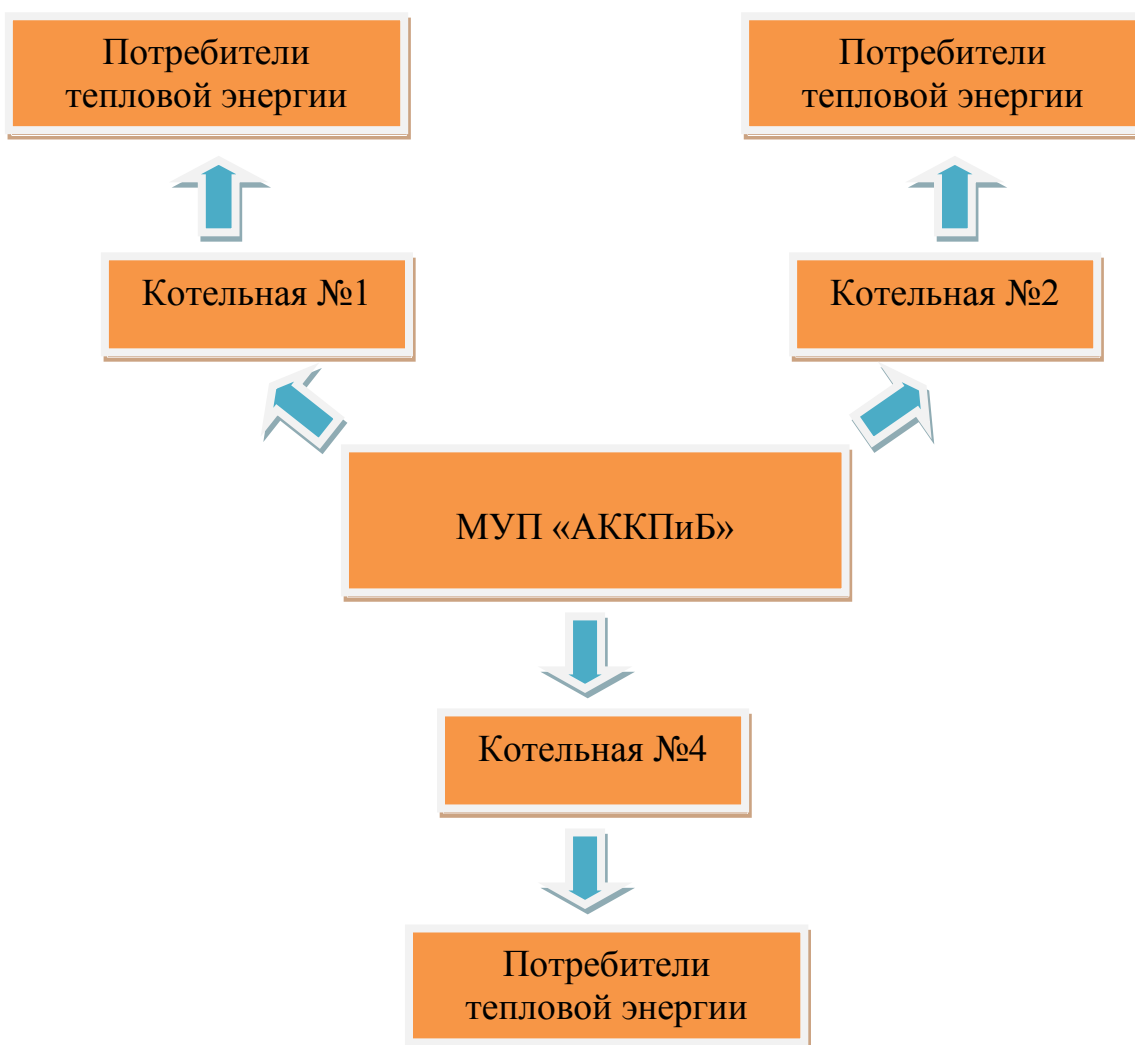 Потребители
тепловой энергии
Потребители
тепловой энергии
Котельная №1
Котельная №2
МУП «АККПиБ»
Котельная №4
Потребители
тепловой энергии